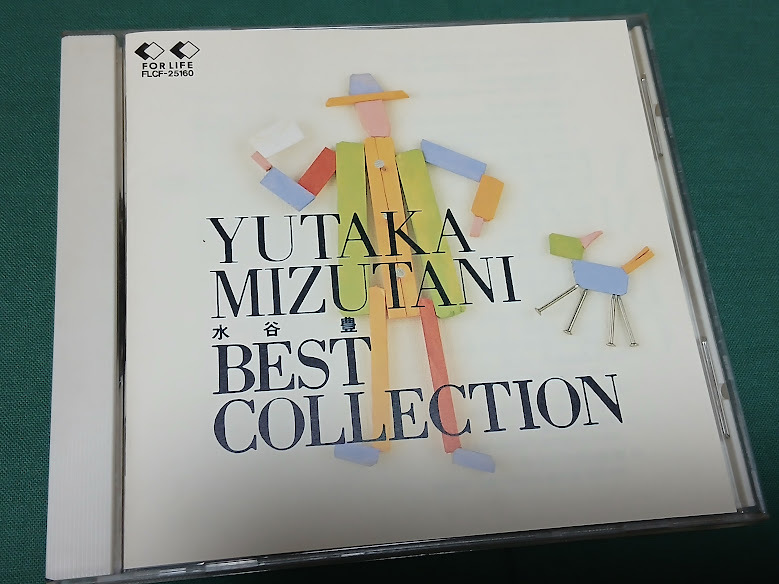 FOR LIFE
FLCF-25160
YUTAKA
MIZUTANI
水谷豊
BEST
COLLECTION